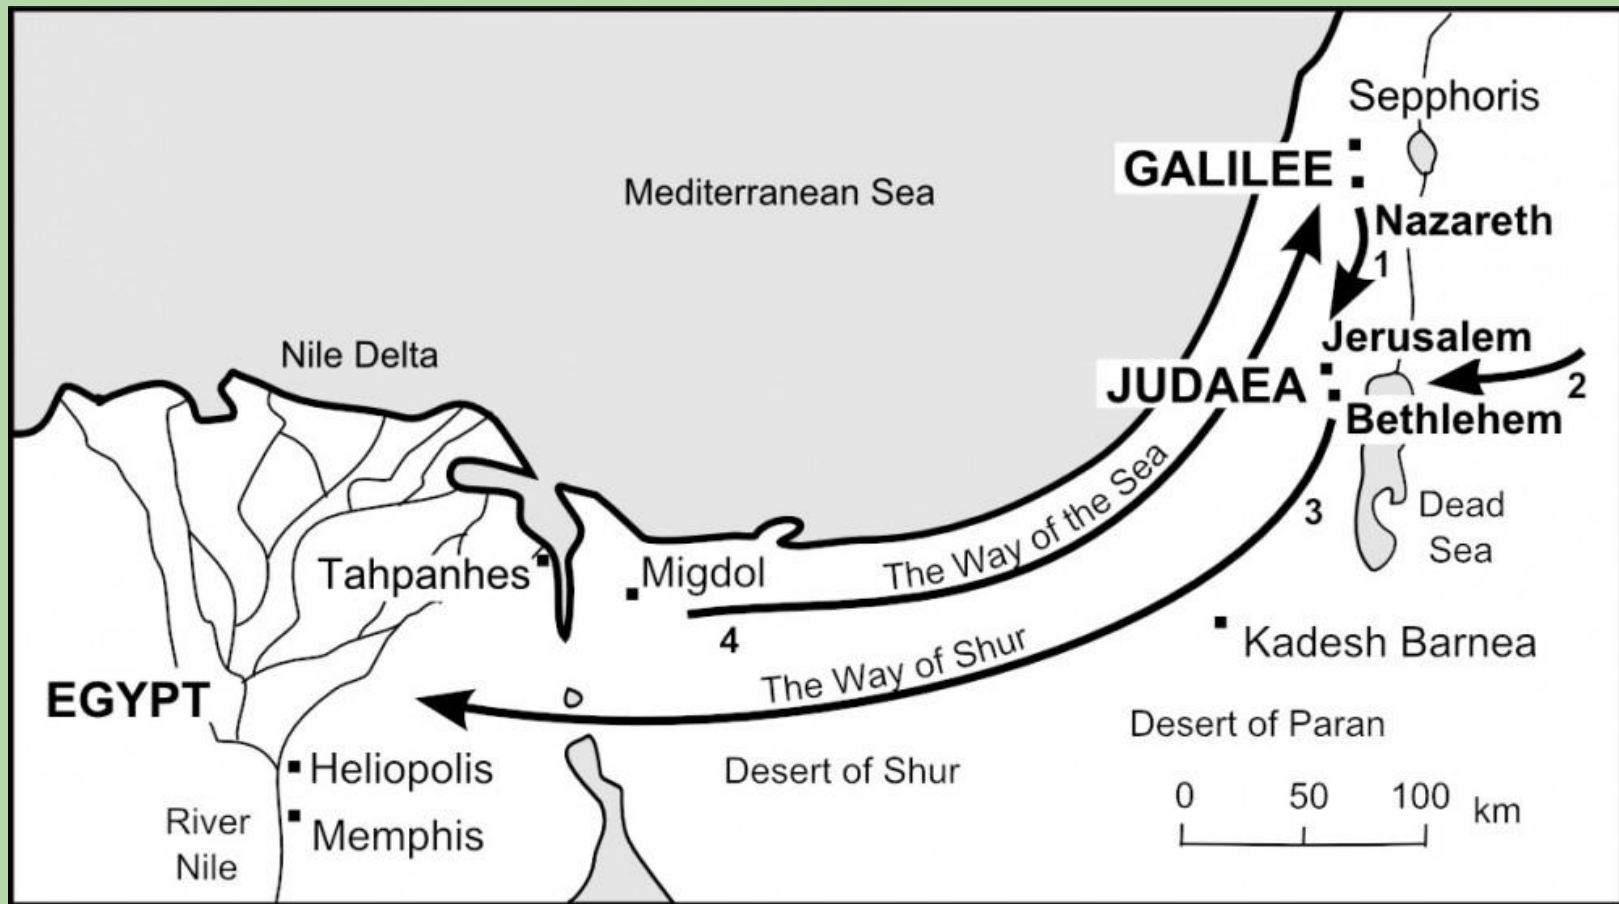 Sepphoris
GALILEE
Mediterranean Sea
Nazareth
1
Jerusalem
Nile Delta
JUDAEA
2
Bethlehem
The Way of the Sea
3
Dead
Sea
Tahpanhes
Migdol
4
The Way of Shur
Kadesh Barnea
EGYPT
Desert of Paran
Heliopolis
Desert of Shur
0 50 100 km
River
Nile
Memphis